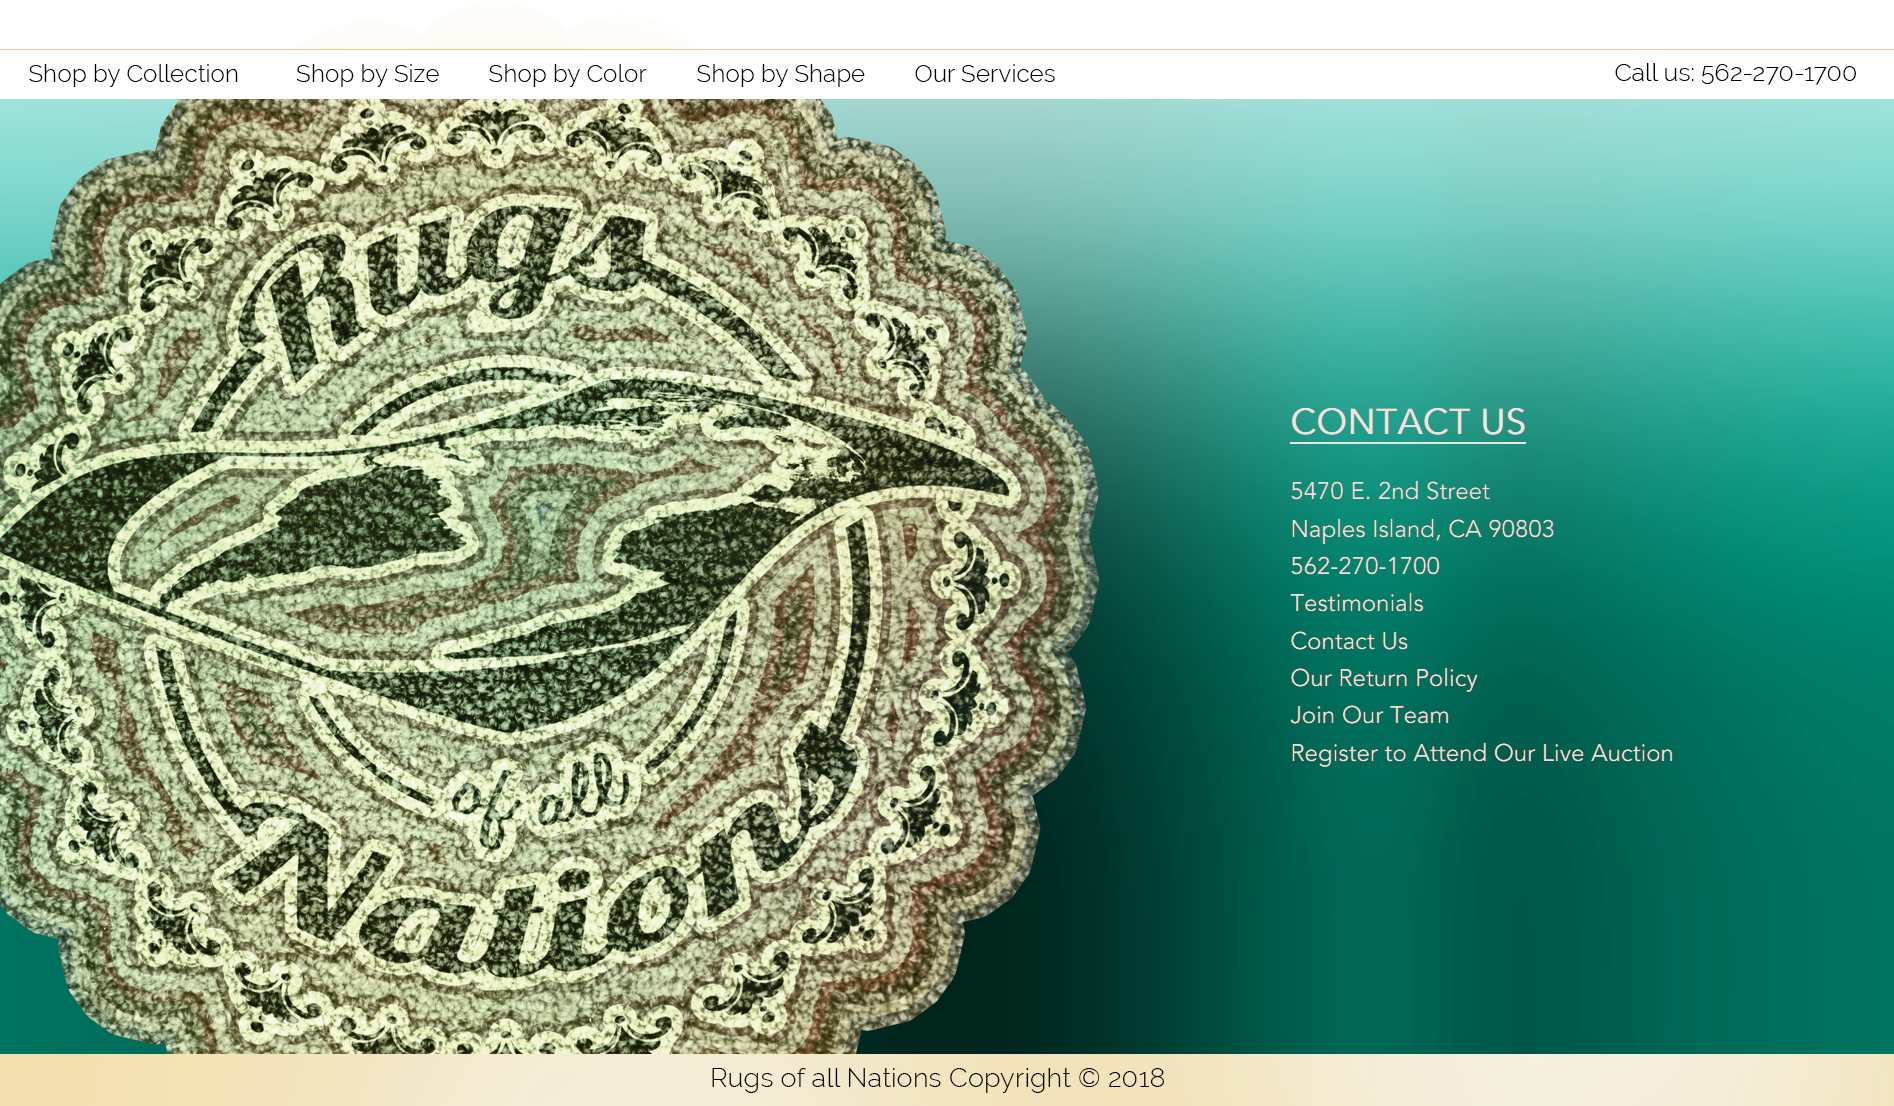 Shop by Collection
Shop by Size
Shop by Color
Shop by Shape
Our Services
Call us: 562-270-1700
Rugs
of all
Nations
CONTACT US
5470 E. 2nd Street
Naples Island, CA 90803
562-270-1700
Testimonials
Contact Us
Our Return Policy
Join Our Team
Register to Attend Our Live Auction
Rugs of all Nations Copyright © 2018